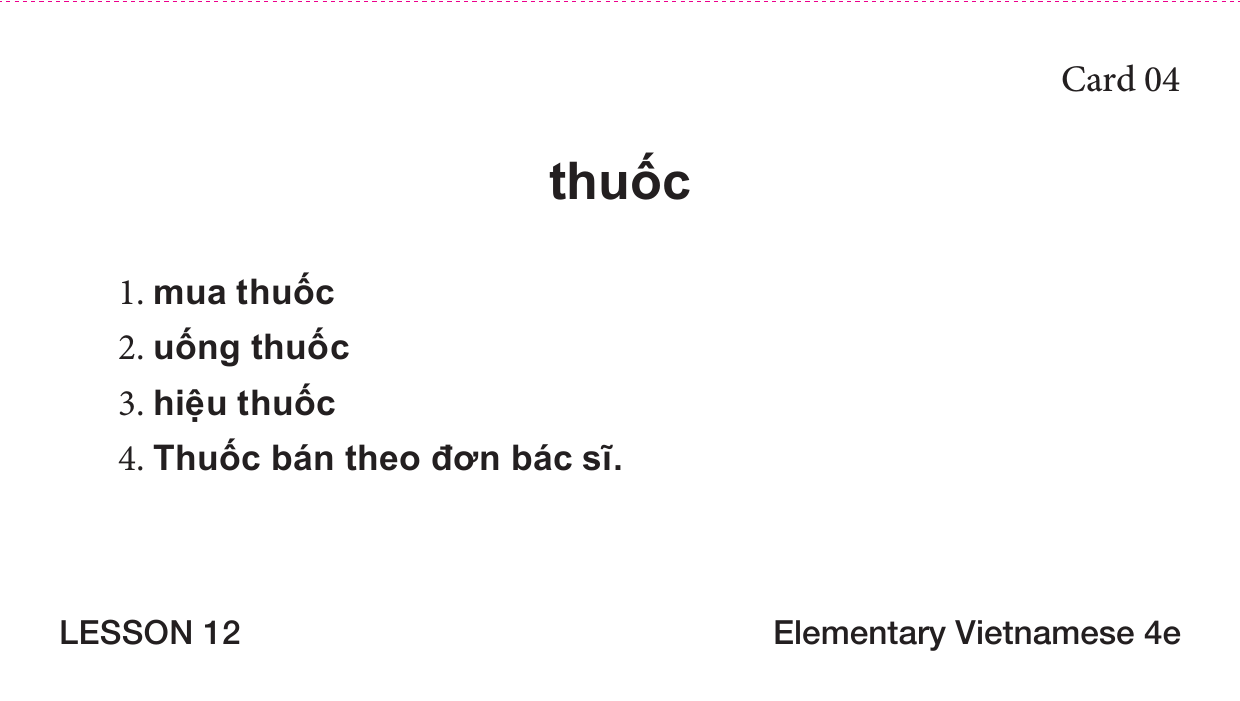 Card 04
thuốc
1. mua thuốc
2. uống thuốc
3. hiệu thuốc
4. Thuốc bán theo đơn bác sĩ.
LESSON 12
Elementary Vietnamese 4e